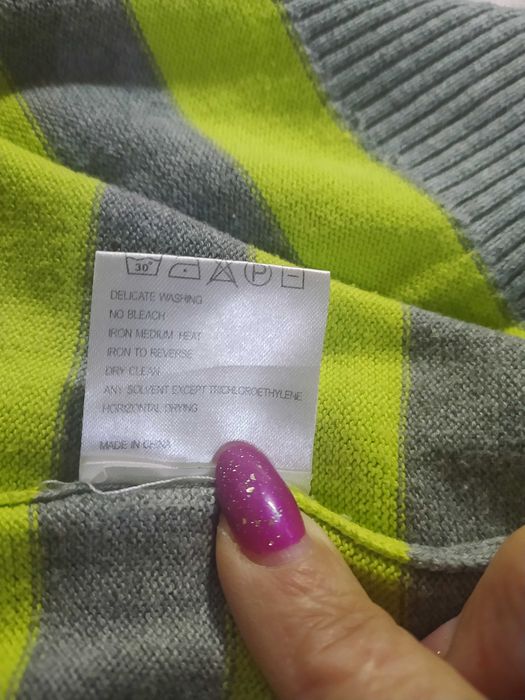 30°
P
DELICATE WASHING
NO BLEACH
IRON MEDIUM HEAT
IRON TO REVERSE
DRY CLEAN
ANY SOLVENT EXCEPT TRICHLOROETHYLENE
HORIZONTAL DRYING
MADE IN CHINA